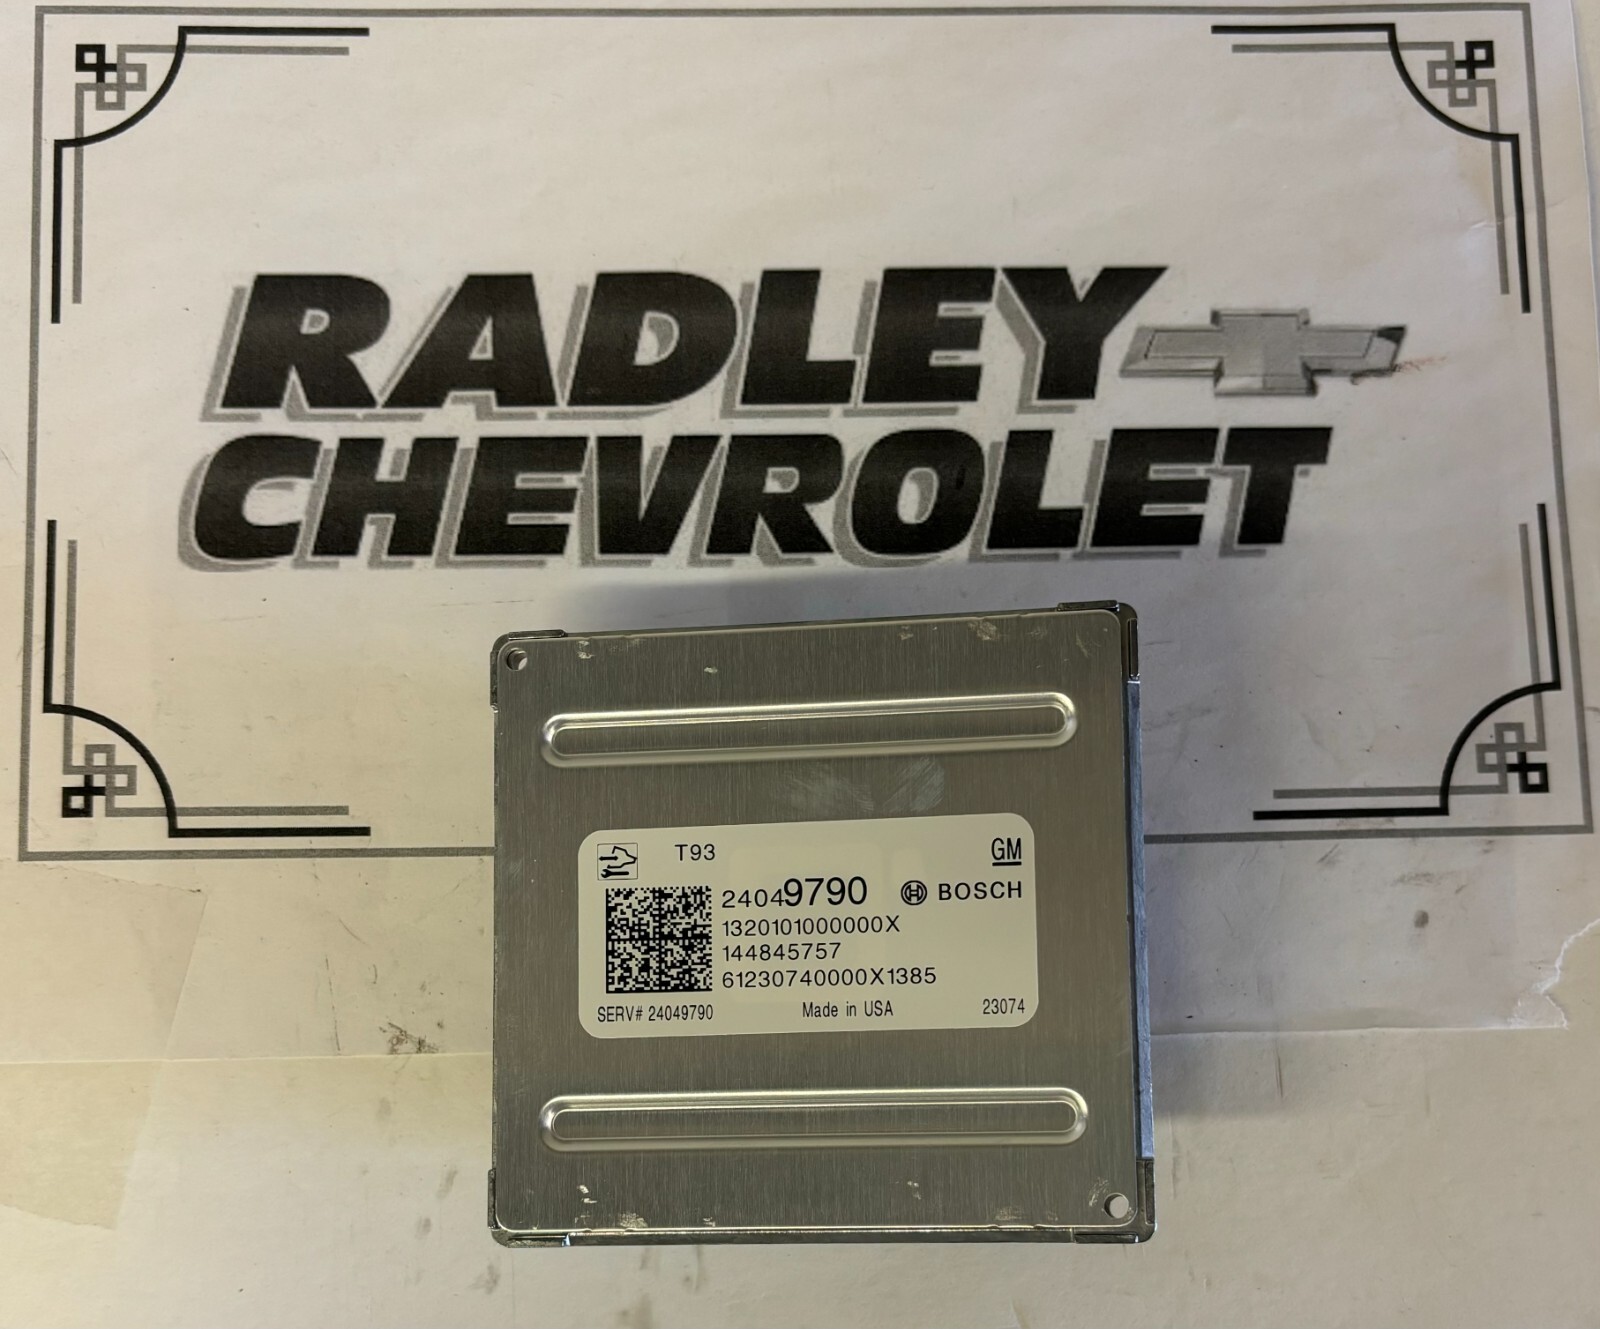 RADLEY
CHEVROLET
T93
GM
24049790 BOSCH
1320101000000X
144845757
61230740000X1385
SERV# 24049790 Made in USA 23074